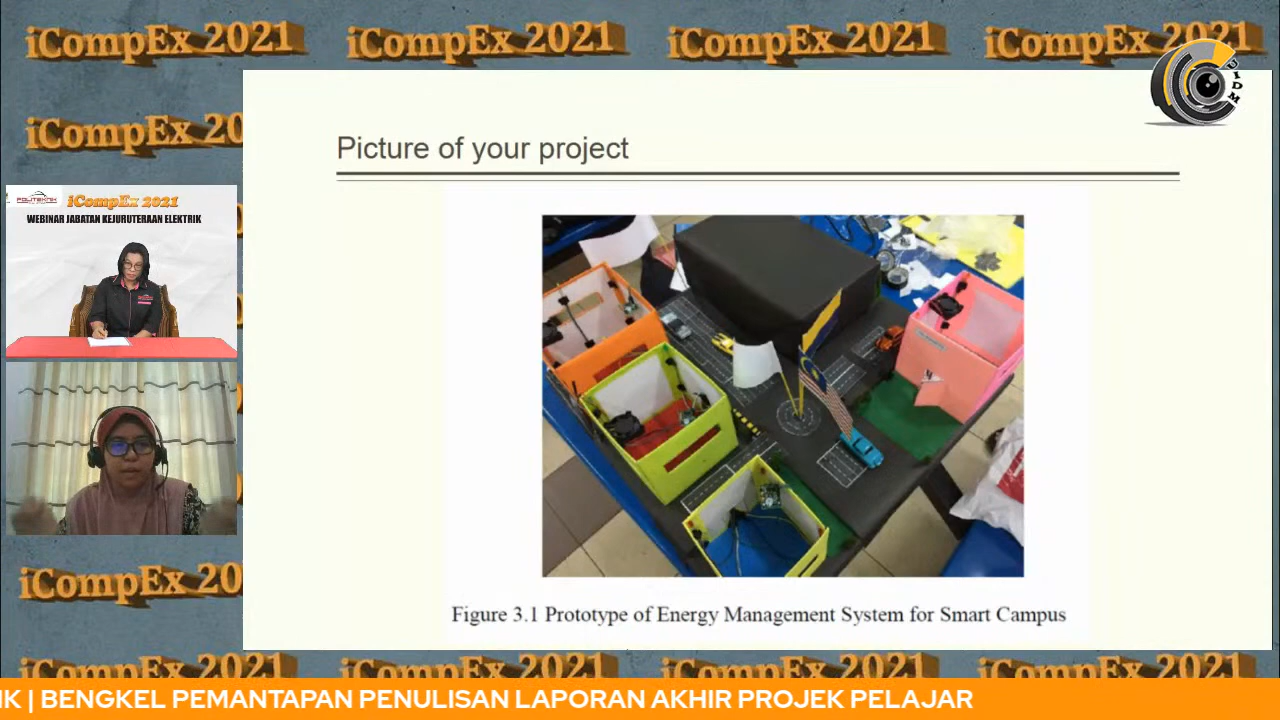 iCompEx 2021 iCompEx 2021 iCompEx 2021 iCompEx 2021
UIDM
iCompEx 20
Picture of your project
POLITEKNIK
iCompEx 2021
WEBINAR JABATAN KEJURUTERAAN ELEKTRIK
iCompEx 20
Figure 3.1 Prototype of Energy Management System for Smart Campus
iCompEx 2021 iCompEx 2021 iCompEx 2021 iCompEx 2021
IK | BENGKEL PEMANTAPAN PENULISAN LAPORAN AKHIR PROJEK PELAJAR